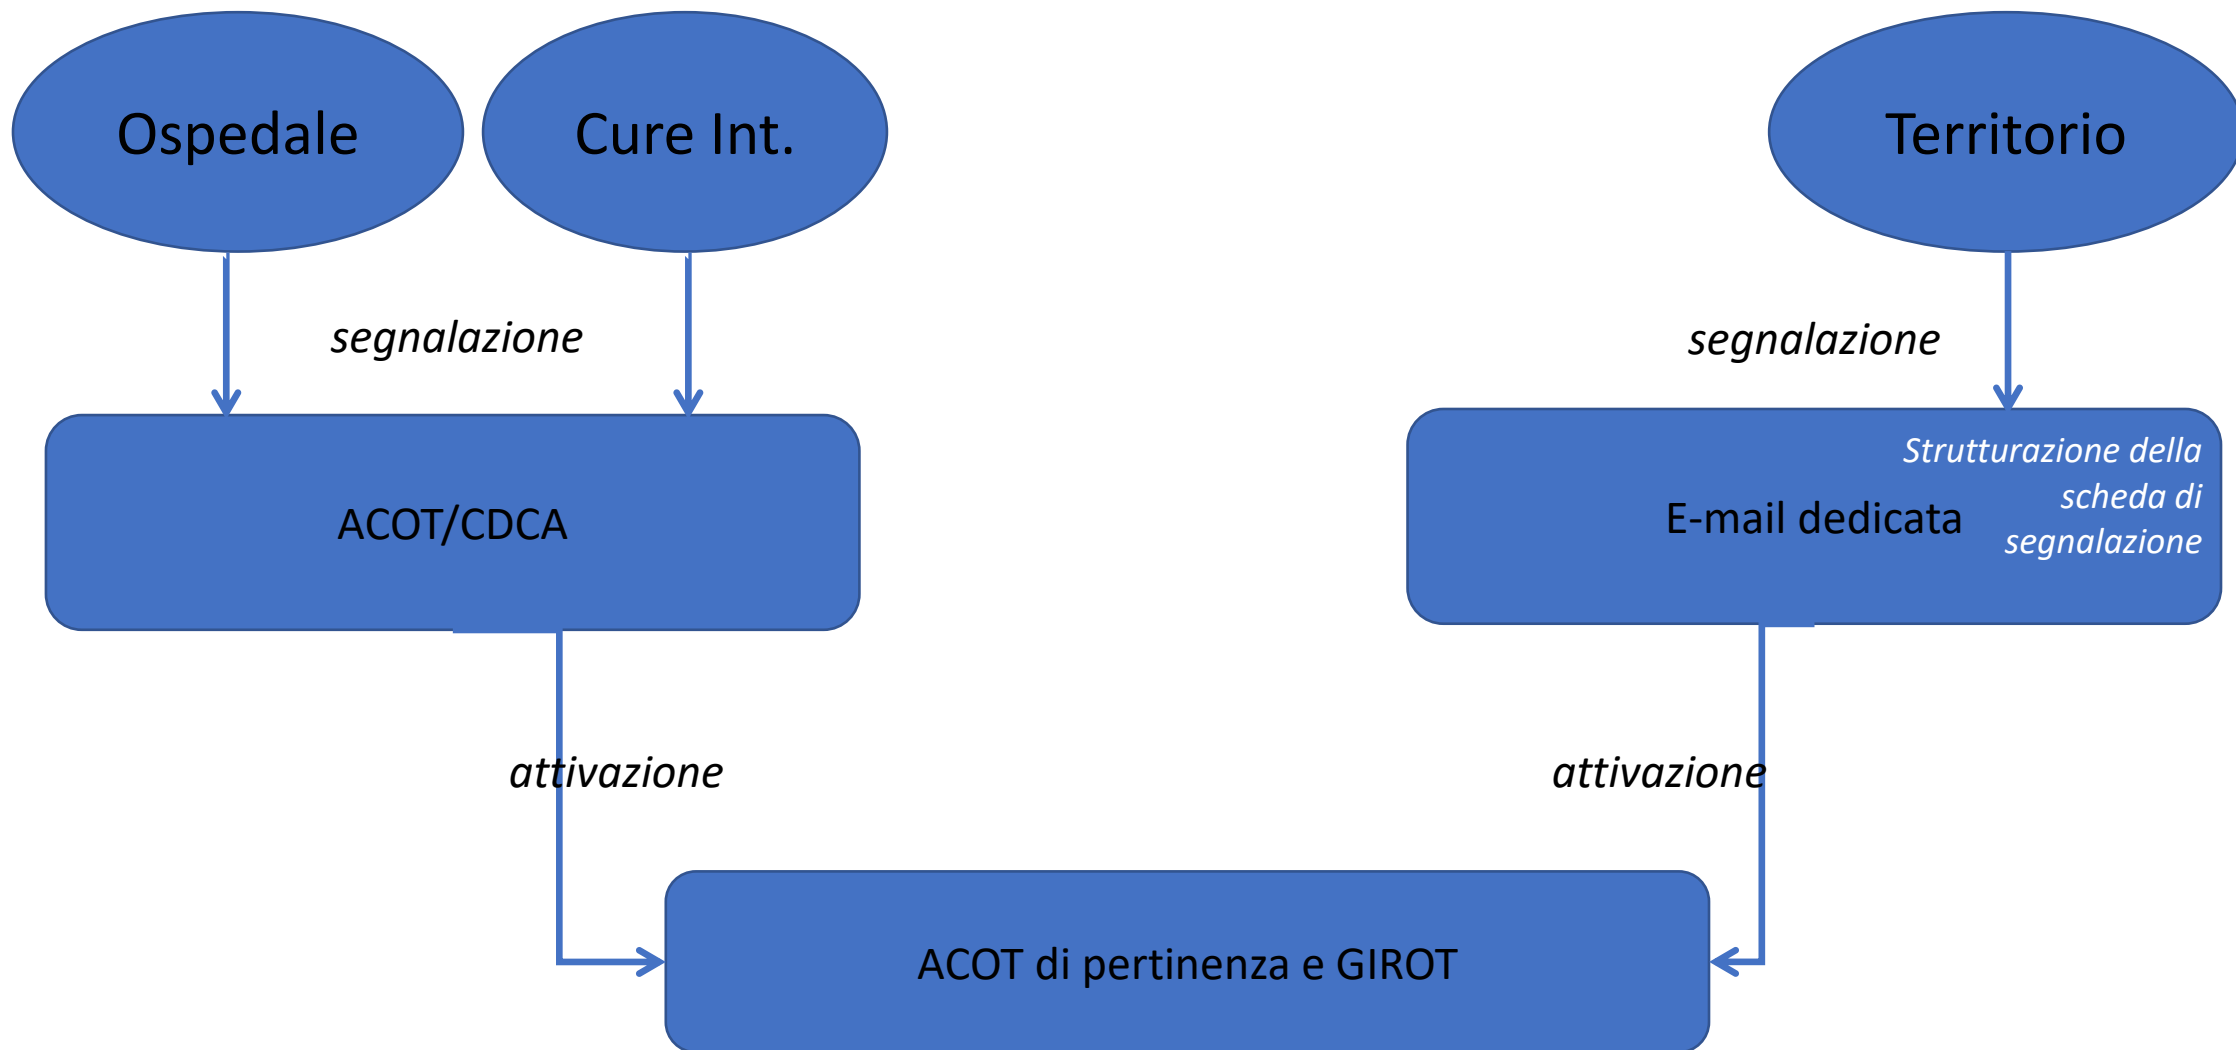 Ospedale
Cure Int.
Territorio
segnalazione
segnalazione
ACOT/CDCA
E-mail dedicata
Strutturazione della
scheda di
segnalazione
attivazione
attivazione
ACOT di pertinenza e GIROT